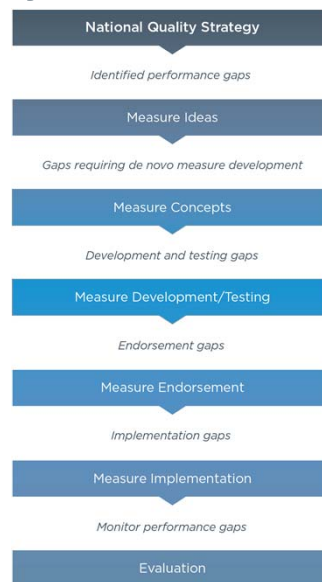 National Quality Strategy
Identified performance gaps
Measure Ideas
Gaps requiring de novo measure development
Measure Concepts
Development and testing gaps
Measure Development/Testing
Endorsement gaps
Measure Endorsement
Implementation gaps
Measure Implementation
Monitor performance gaps
Evaluation